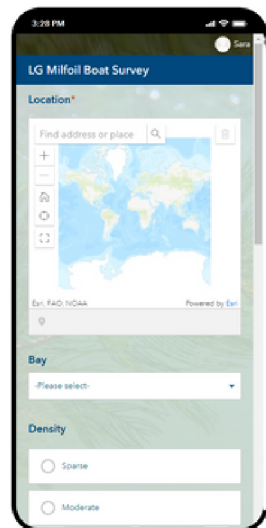 3:28 PM
Sara
LG Milfoil Boat Survey
Location*
Find address or place
Esri, FAO, NOAA
Powered by Esri
Bay
-Please select-
Density
Sparse
Moderate